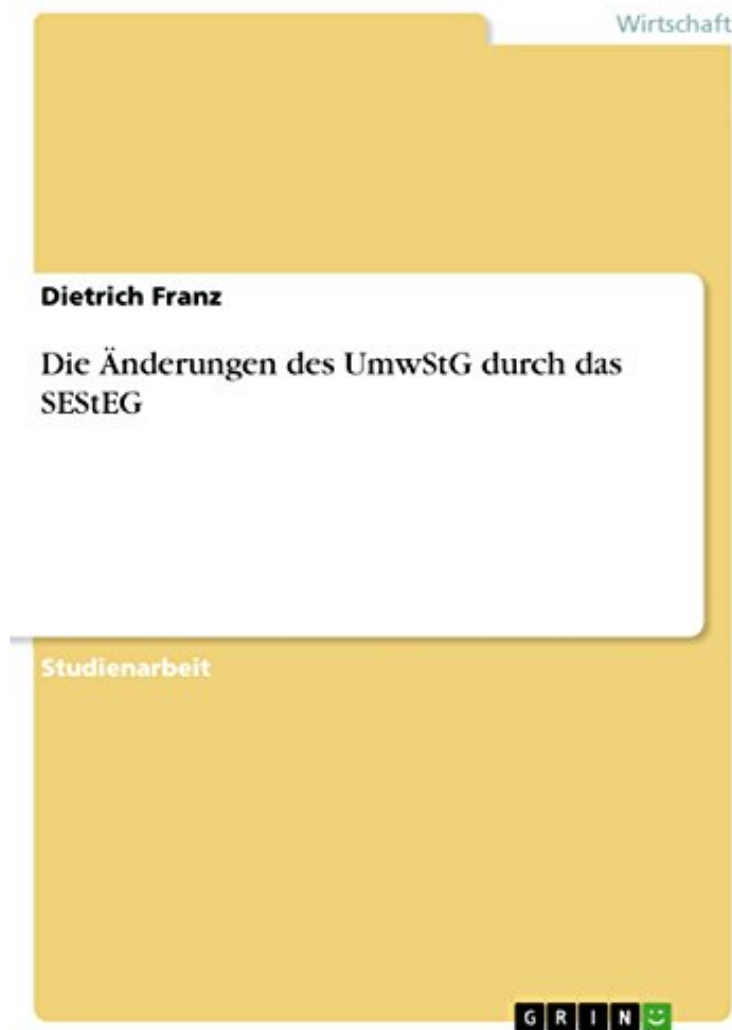 Wirtschaft
Dietrich Franz
Die Änderungen des UmwStG durch das
SEStEG
Studienarbeit
GRIN